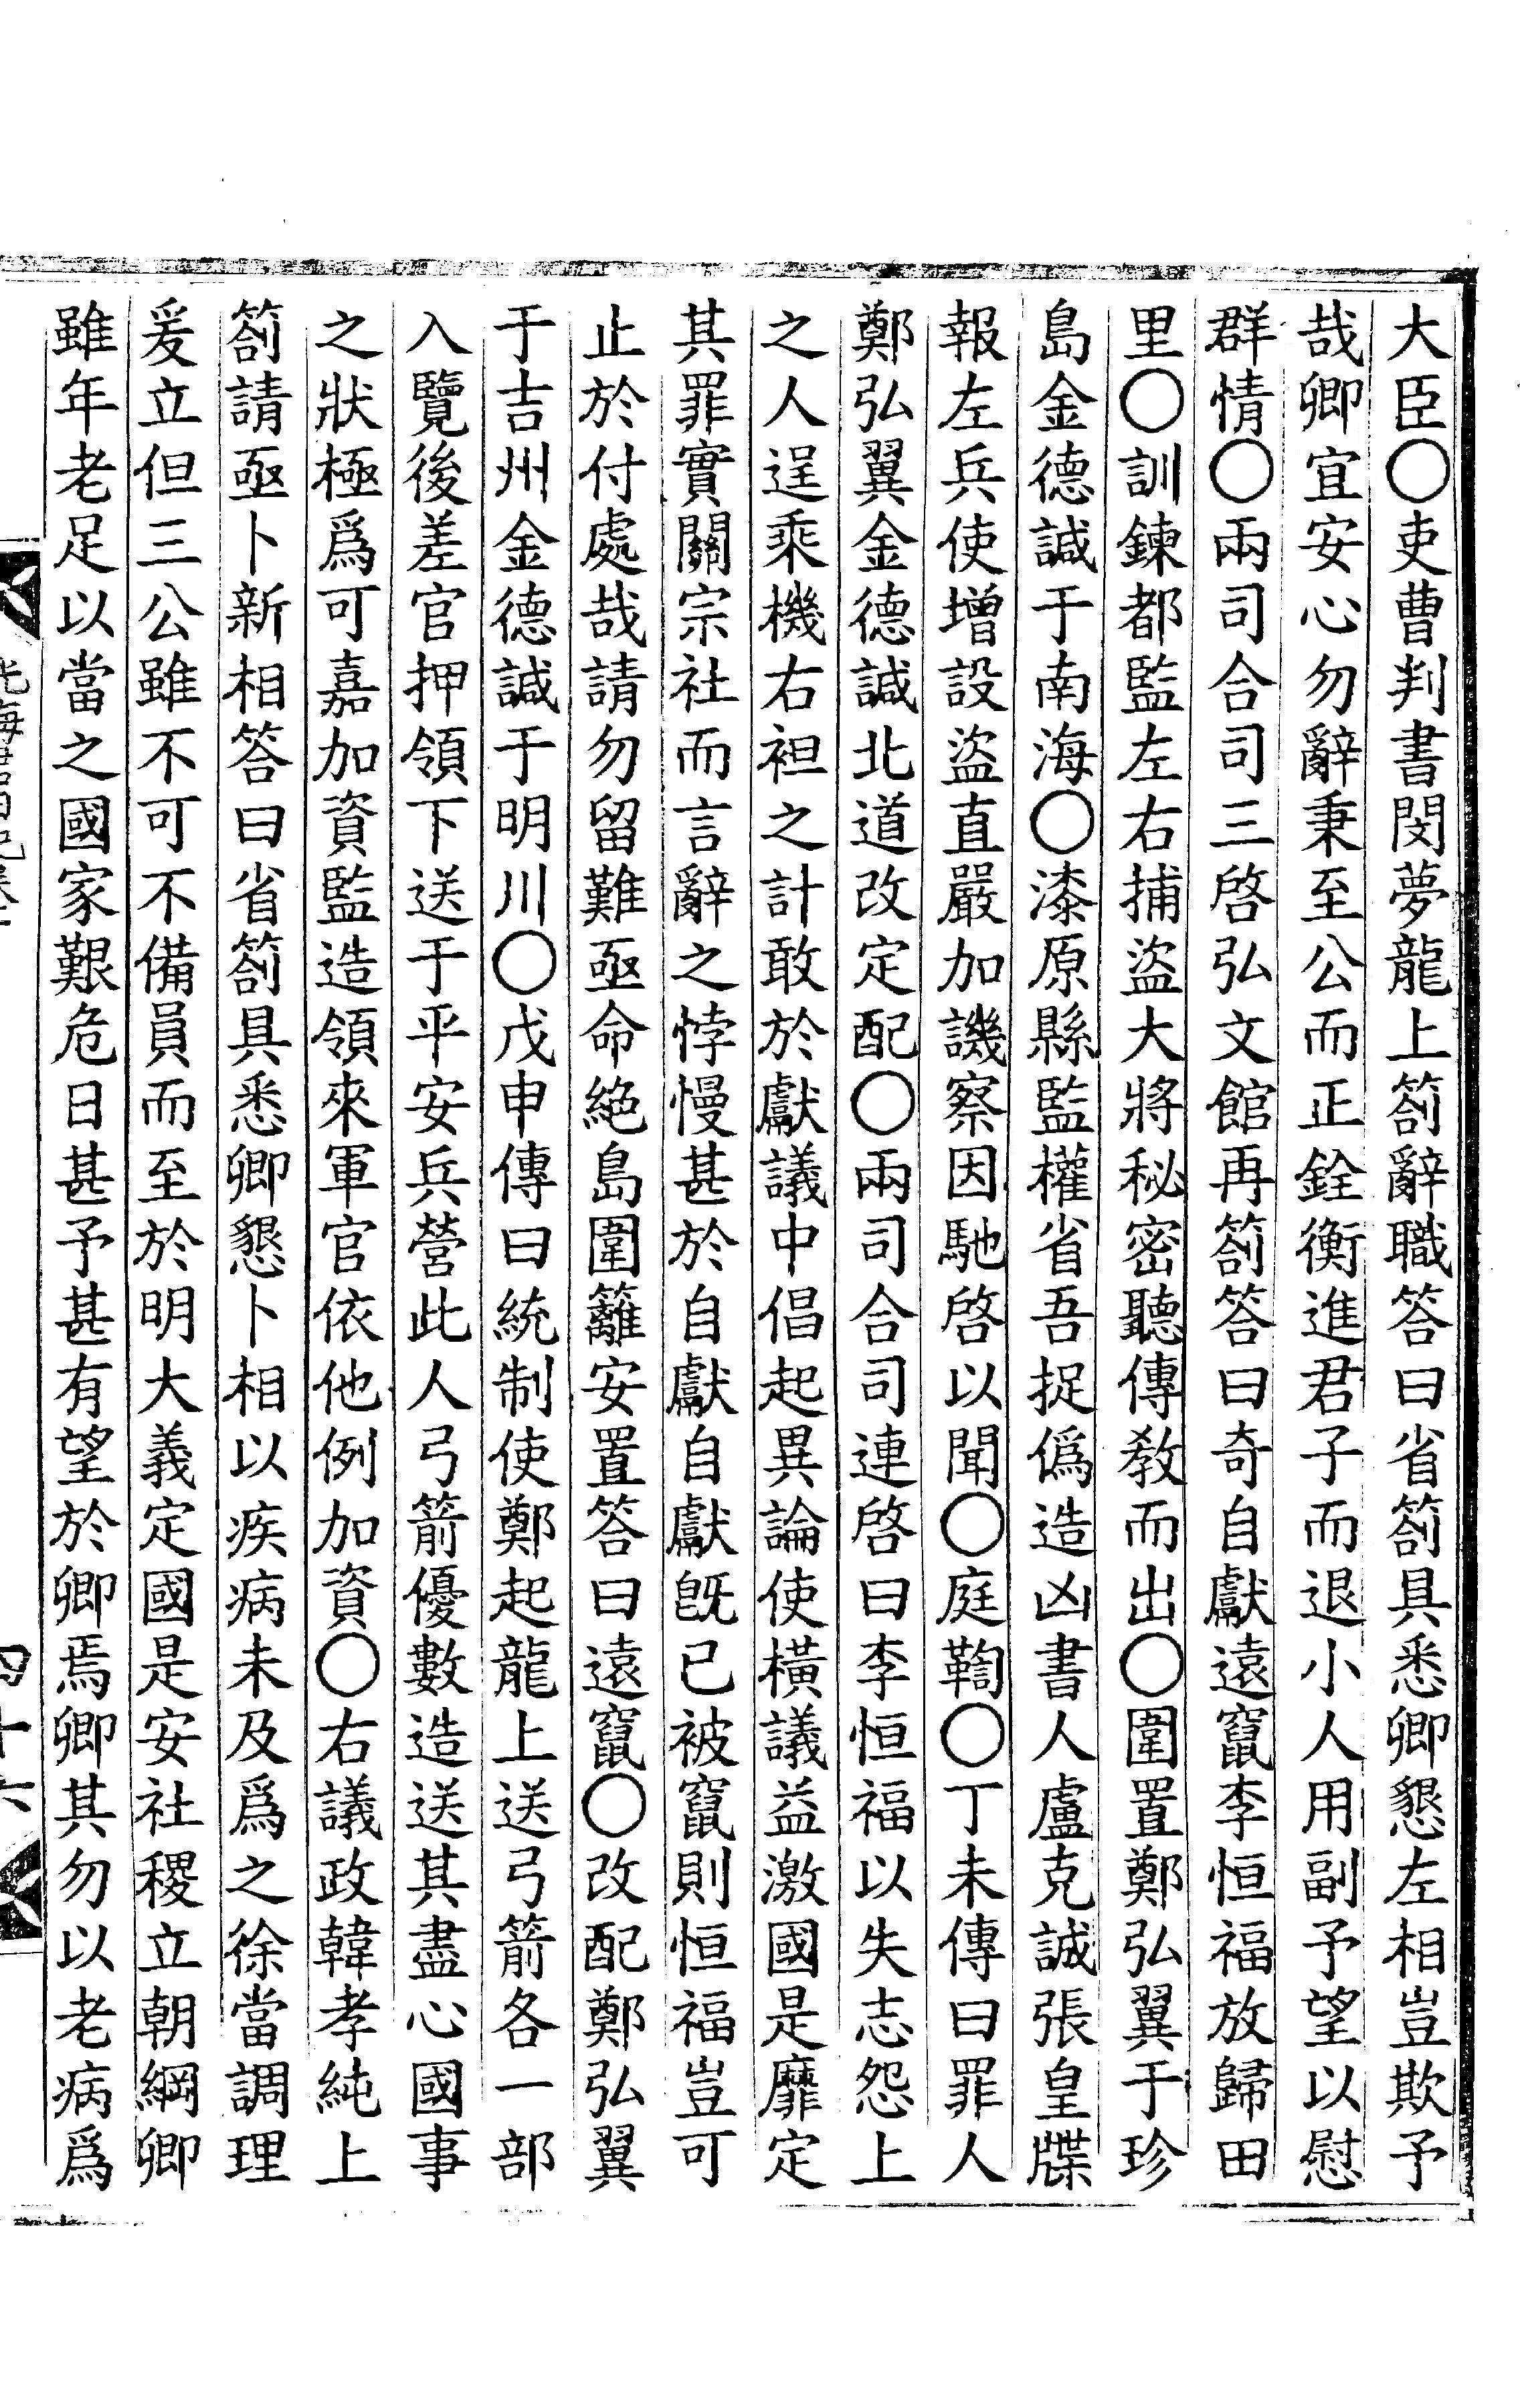 大臣○吏曹判書閔夢龍上箚辭職答曰省箚具悉卿懇左相豈欺予
哉卿宜安心勿辭秉至公而正銓衡進君子而退小人用副予望以慰
群情○兩司合司三啓弘文館再箚答曰奇自獻遠竄李恒福放歸田
里○訓鍊都監左右捕盜大將秘密聽傳敎而出○圍置鄭弘翼于珍
島金德諴于南海○漆原縣監權省吾捉僞造凶書人盧克諴張皇牒
報左兵使增設盜直嚴加譏察因馳啓以聞○庭鞫○丁未傳曰罪人
鄭弘翼金德諴北道改定配○兩司合司連啓曰李恒福以失志怨上
之人逞乘機右袒之計敢於獻議中倡起異論使橫議益激國是靡定
其罪實關宗社而言辭之悖慢甚於自獻自獻旣已被竄則恒福豈可
止於付處哉請勿留難亟命絶島圍籬安置答曰遠竄○改配鄭弘翼
于吉州金德諴于明川○戊申傳曰統制使鄭起龍上送弓箭各一部
入覽後差官押領下送于平安兵營此人弓箭優數造送其盡心國事
之狀極爲可嘉加資監造領來軍官依他例加資○右議政韓孝純上
箚請亟卜新相答曰省箚具悉卿懇卜相以疾病未及爲之徐當調理
爰立但三公雖不可不備員而至於明大義定國是安社稷立朝綱卿
雖年老足以當之國家艱危日甚予甚有望於卿焉卿其勿以老病爲